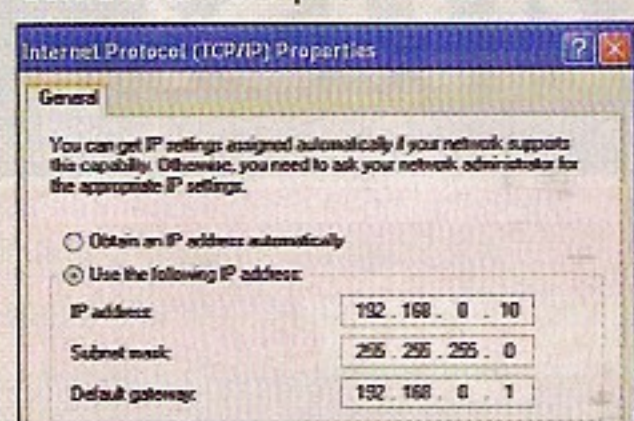 Internet Protocol (TCP/IP) Properties
General
You can get IP settings assigned automatically if your network supports
this capability. Otherwise, you need to ask your network administrator for
the appropriate IP settings.
Obtain an IP address automatically
Use the following IP address:
IP address:
192 . 168 . 0 . 10
Subnet mask:
255 . 255 . 255 . 0
Default gateway:
192 . 168 . 0 . 1